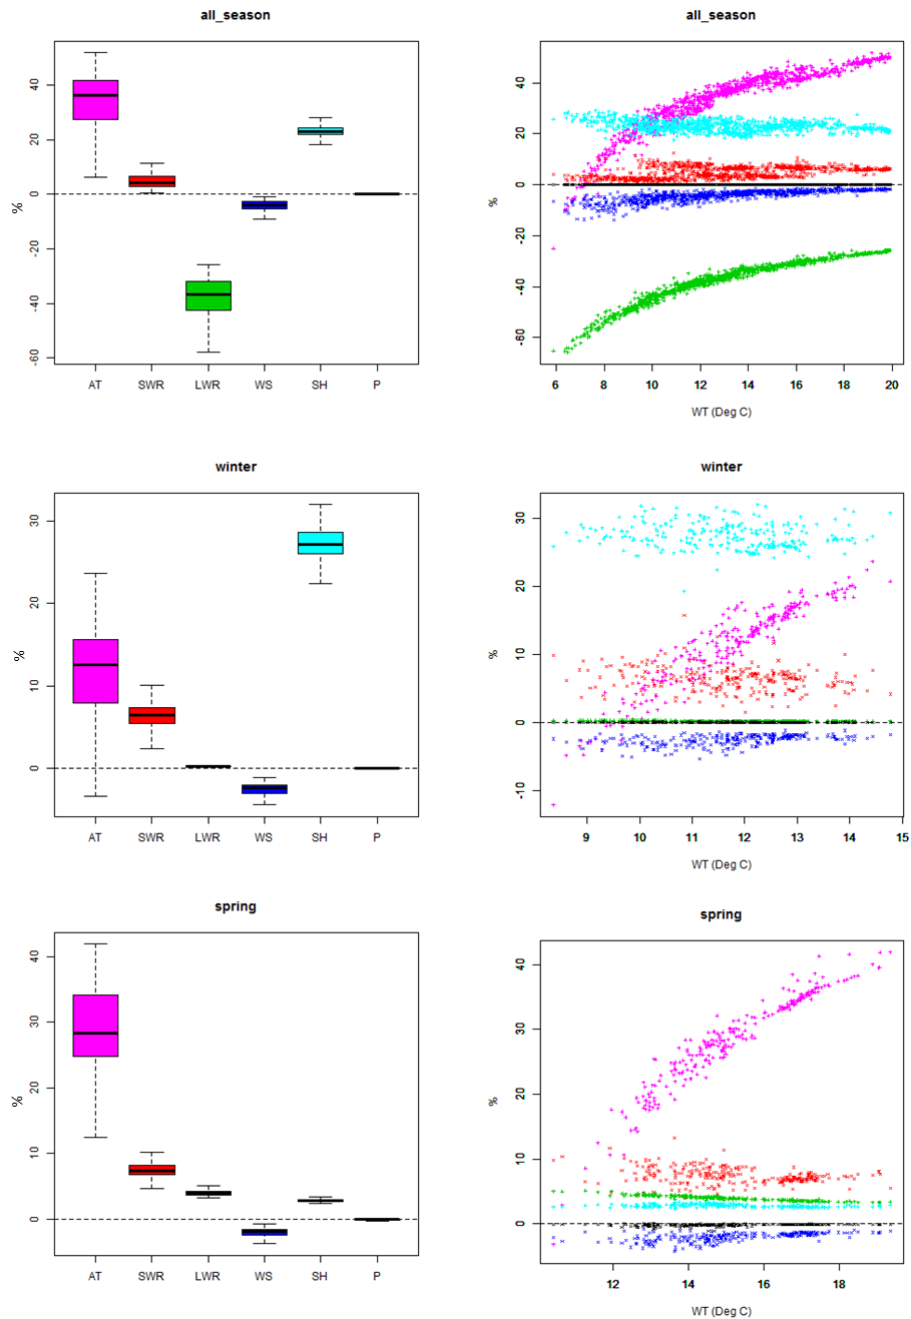 all_season
%
40
20
0
-20
-40
-60
AT SWR LWR WS SH P
all_season
%
40
20
0
-20
-40
-60
6 8 10 12 14 16 18 20
WT (Deg C)
winter
%
30
20
10
0
AT SWR LWR WS SH P
winter
%
30
20
10
0
-10
9 10 11 12 13 14 15
WT (Deg C)
spring
%
40
30
20
10
0
AT SWR LWR WS SH P
spring
%
40
30
20
10
0
12 14 16 18
WT (Deg C)